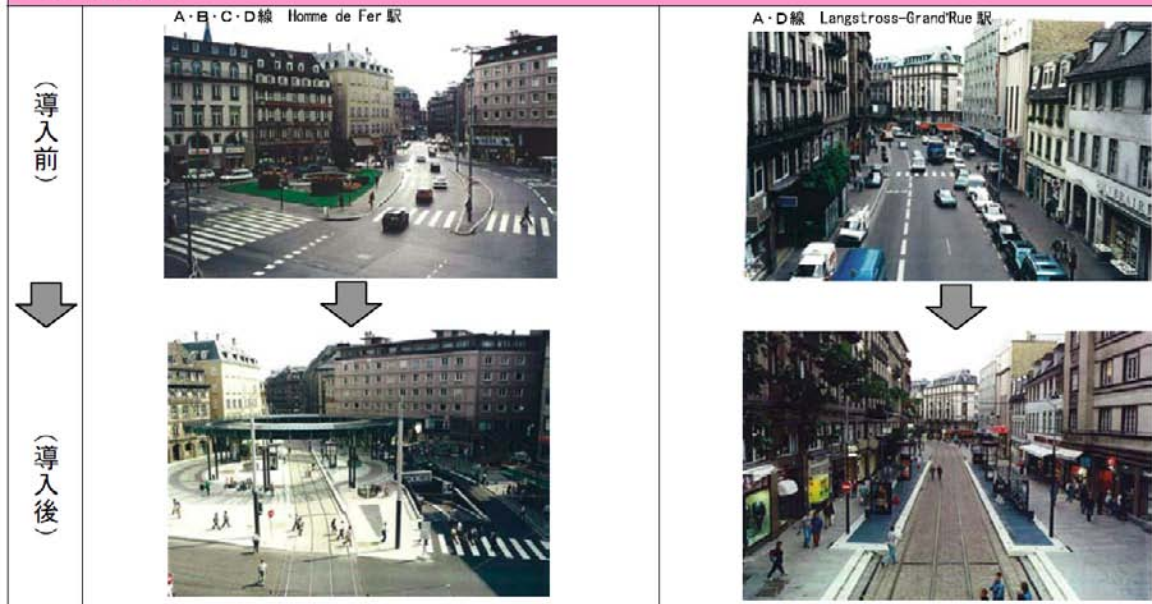 A・B・C・D線 Homme de Fer 駅
A・D線 Langstross-Grand'Rue 駅
（導入前）
（導入後）